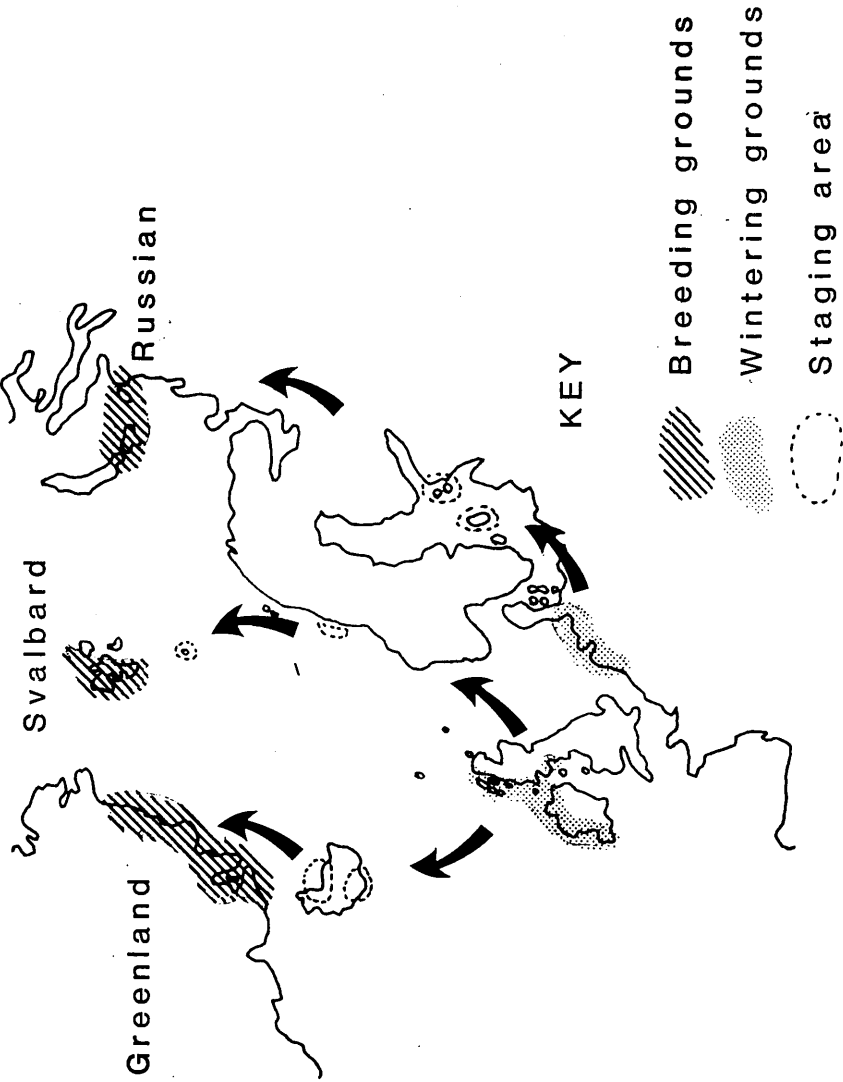 Greenland
Svalbard
Russian
KEY
Breeding grounds
Wintering grounds
Staging area